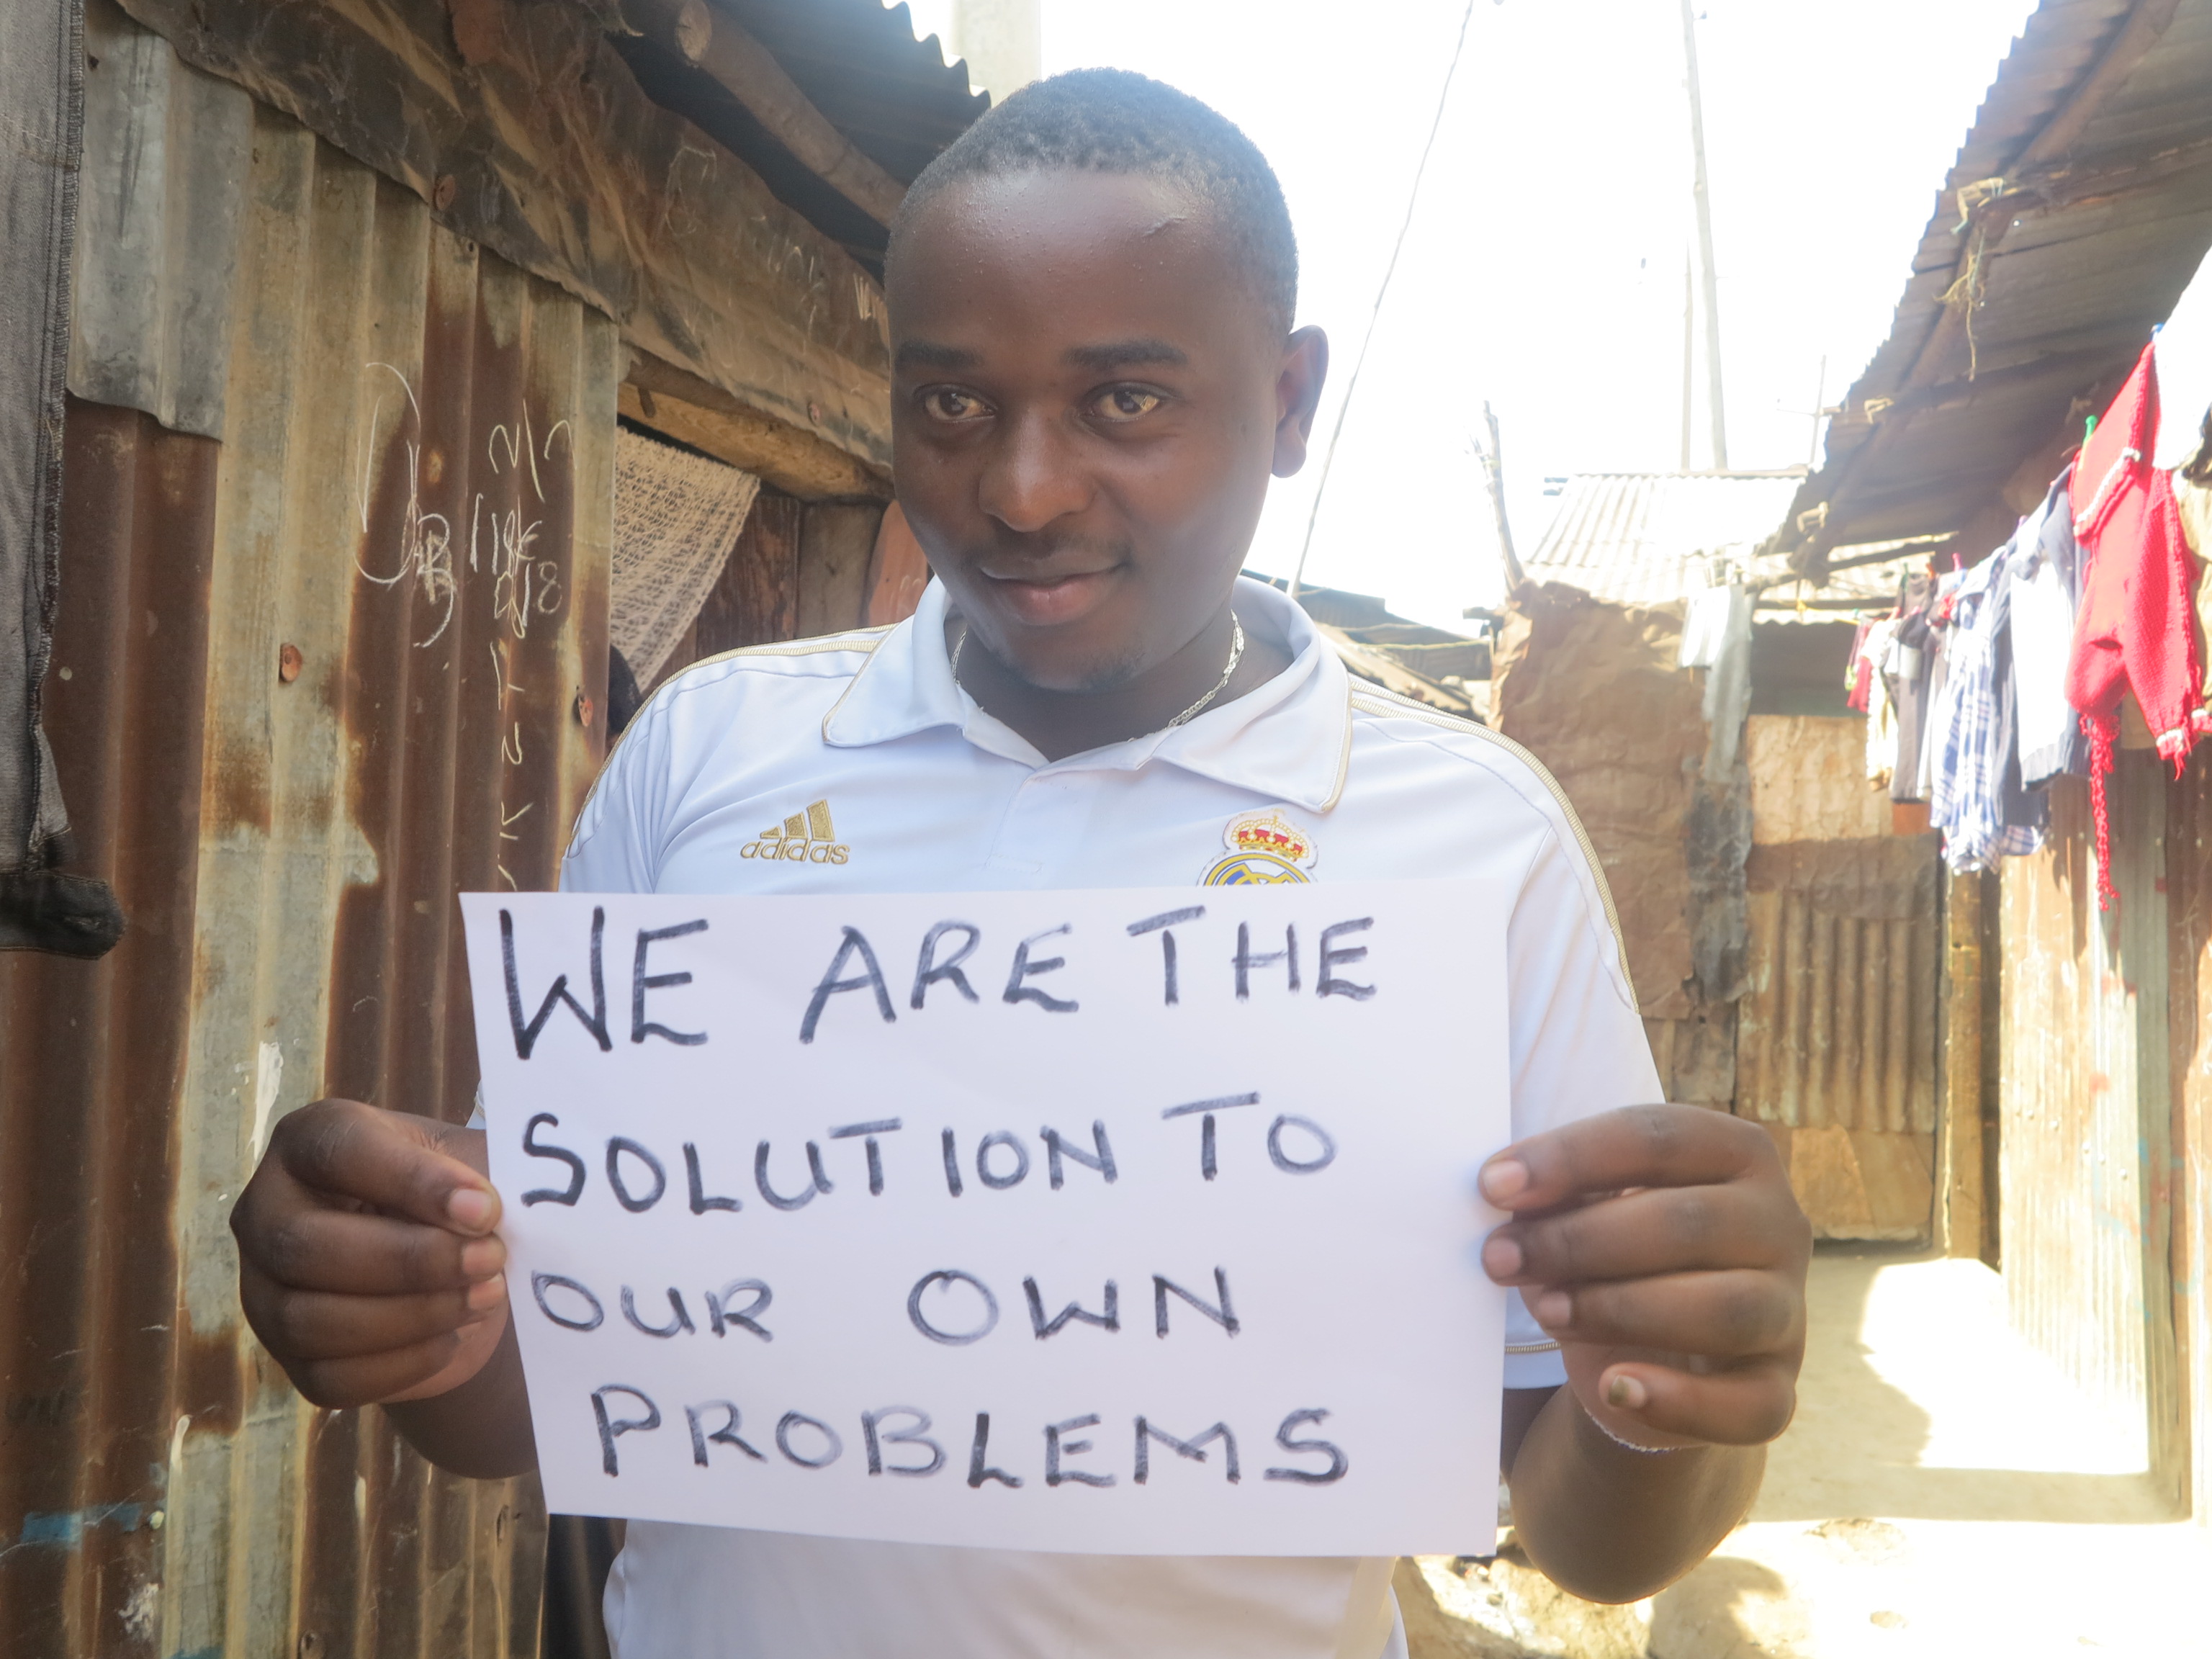 adidas
WE ARE THE
SOLUTION TO
OUR OWN
PROBLEMS